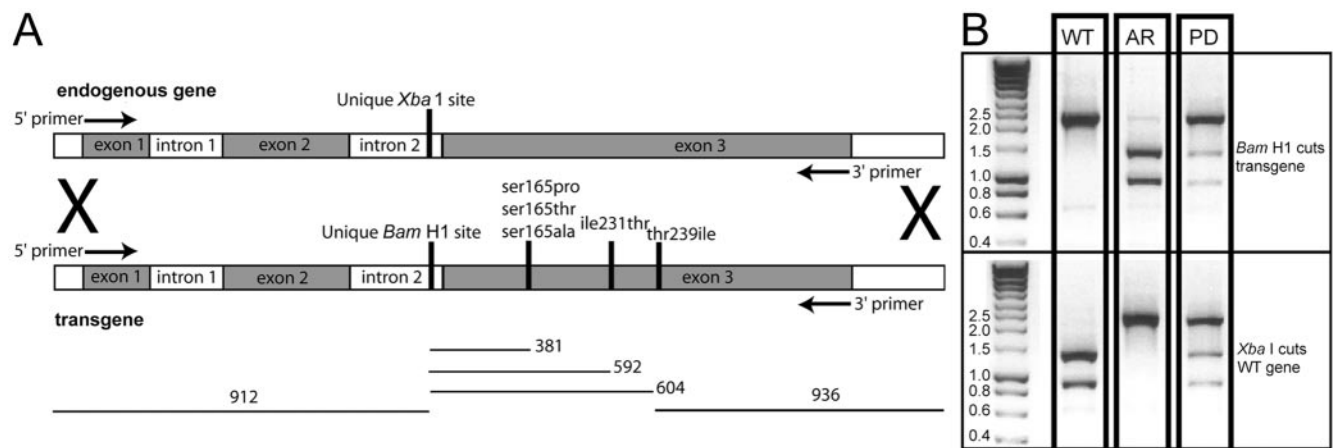 A
endogenous gene
Unique Xba 1 site
5' primer
exon 1 intron 1 exon 2 intron 2 exon 3
3' primer
X X
ser165pro
ser165thr
ser165ala
ile231thr
thr239ile
Unique Bam H1 site
5' primer
exon 1 intron 1 exon 2 intron 2 exon 3
3' primer
transgene
381
592
604
912
936
B
WT AR PD
2.5
2.0
1.5
1.0
0.8
0.6
0.4
Bam H1 cuts
transgene
2.5
2.0
1.5
1.0
0.8
0.6
0.4
Xba I cuts
WT gene